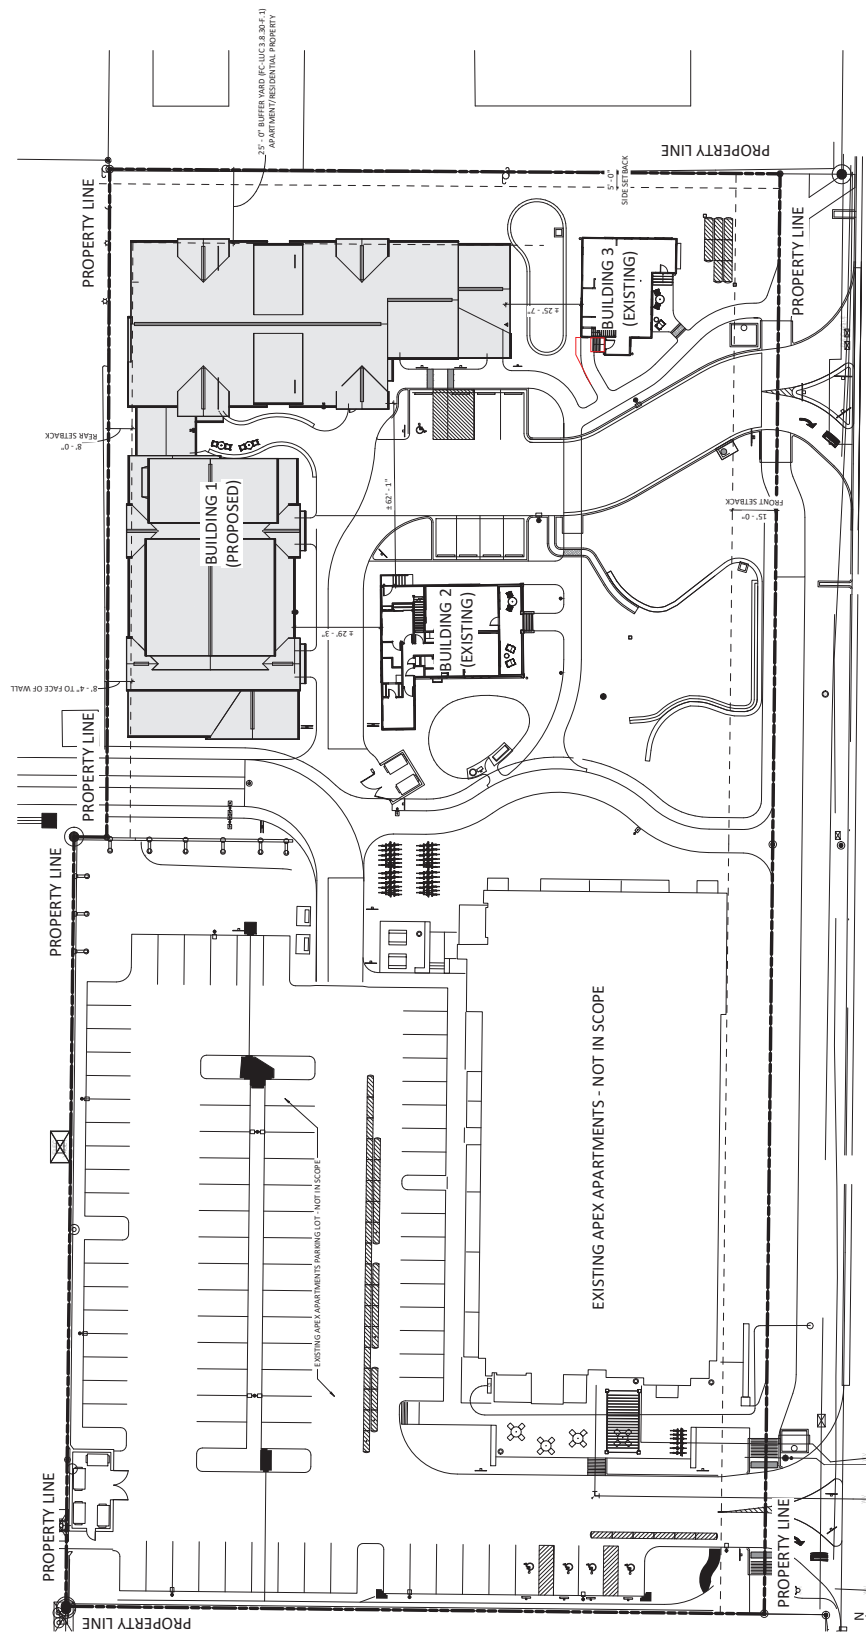 25' - 0" BUFFER YARD (FC-LUC 3.8.30-F.1)
APARTMENT/RESIDENTIAL PROPERTY
PROPERTY LINE
PROPERTY LINE
5' - 0"
SIDE SETBACK
PROPERTY LINE
BUILDING 3
(EXISTING)
± 25' - 7"
8' - 0"
REAR SETBACK
BUILDING 1
(PROPOSED)
± 62' - 1"
15' - 0"
FRONT SETBACK
± 29' - 3"
BUILDING 2
(EXISTING)
8' - 4" TO FACE OF WALL
PROPERTY LINE
PROPERTY LINE
EXISTING APEX APARTMENTS PARKING LOT - NOT IN SCOPE
EXISTING APEX APARTMENTS - NOT IN SCOPE
PROPERTY LINE
PROPERTY LINE
PROPERTY LINE
N